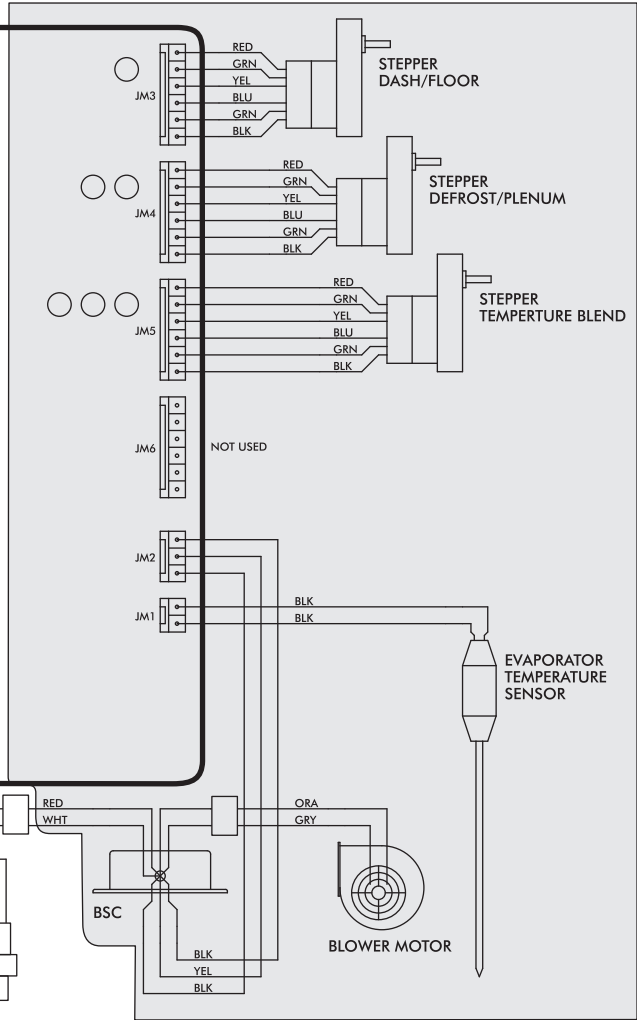 RED
GRN
YEL
BLU
GRN
BLK
JM3
STEPPER
DASH/FLOOR
RED
GRN
YEL
BLU
GRN
BLK
JM4
STEPPER
DEFROST/PLENUM
RED
GRN
YEL
BLU
GRN
BLK
JM5
STEPPER
TEMPERTURE BLEND
JM6
NOT USED
JM2
JM1
BLK
BLK
EVAPORATOR
TEMPERATURE
SENSOR
RED
WHT
ORA
GRY
BSC
BLOWER MOTOR
BLK
YEL
BLK